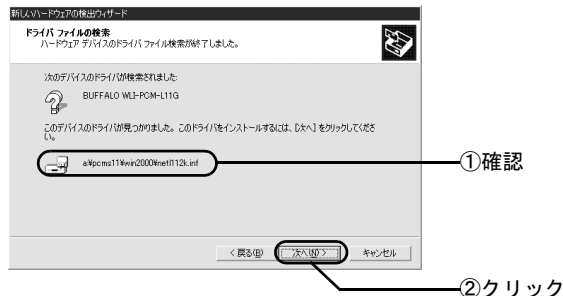 新しいハードウェアの検出ウィザード
ドライバ ファイルの検索
ハードウェア デバイスのドライバ ファイル検索が終了しました。
次のデバイスのドライバが検索されました:
BUFFALO WLI-PCM-L11G
このデバイスのドライバが見つかりました。このドライバをインストールするには、[次へ] をクリックしてくださ
い。
a¥pcms11¥win2000¥netl112k.inf
①確認
< 戻る(B) 次へ(N) > キャンセル
②クリック